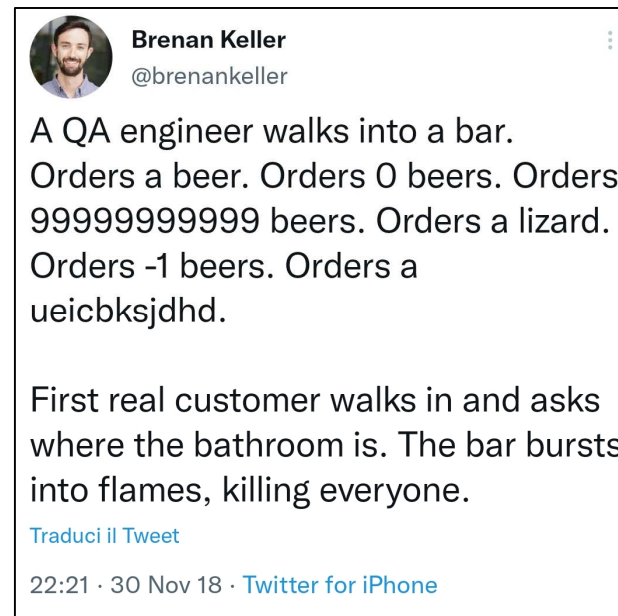 Brenan Keller
@brenankeller
A QA engineer walks into a bar.
Orders a beer. Orders 0 beers. Orders
99999999999 beers. Orders a lizard.
Orders -1 beers. Orders a
ueicbksjdhd.
First real customer walks in and asks
where the bathroom is. The bar bursts
into flames, killing everyone.
Traduci il Tweet
22:21 · 30 Nov 18 · Twitter for iPhone